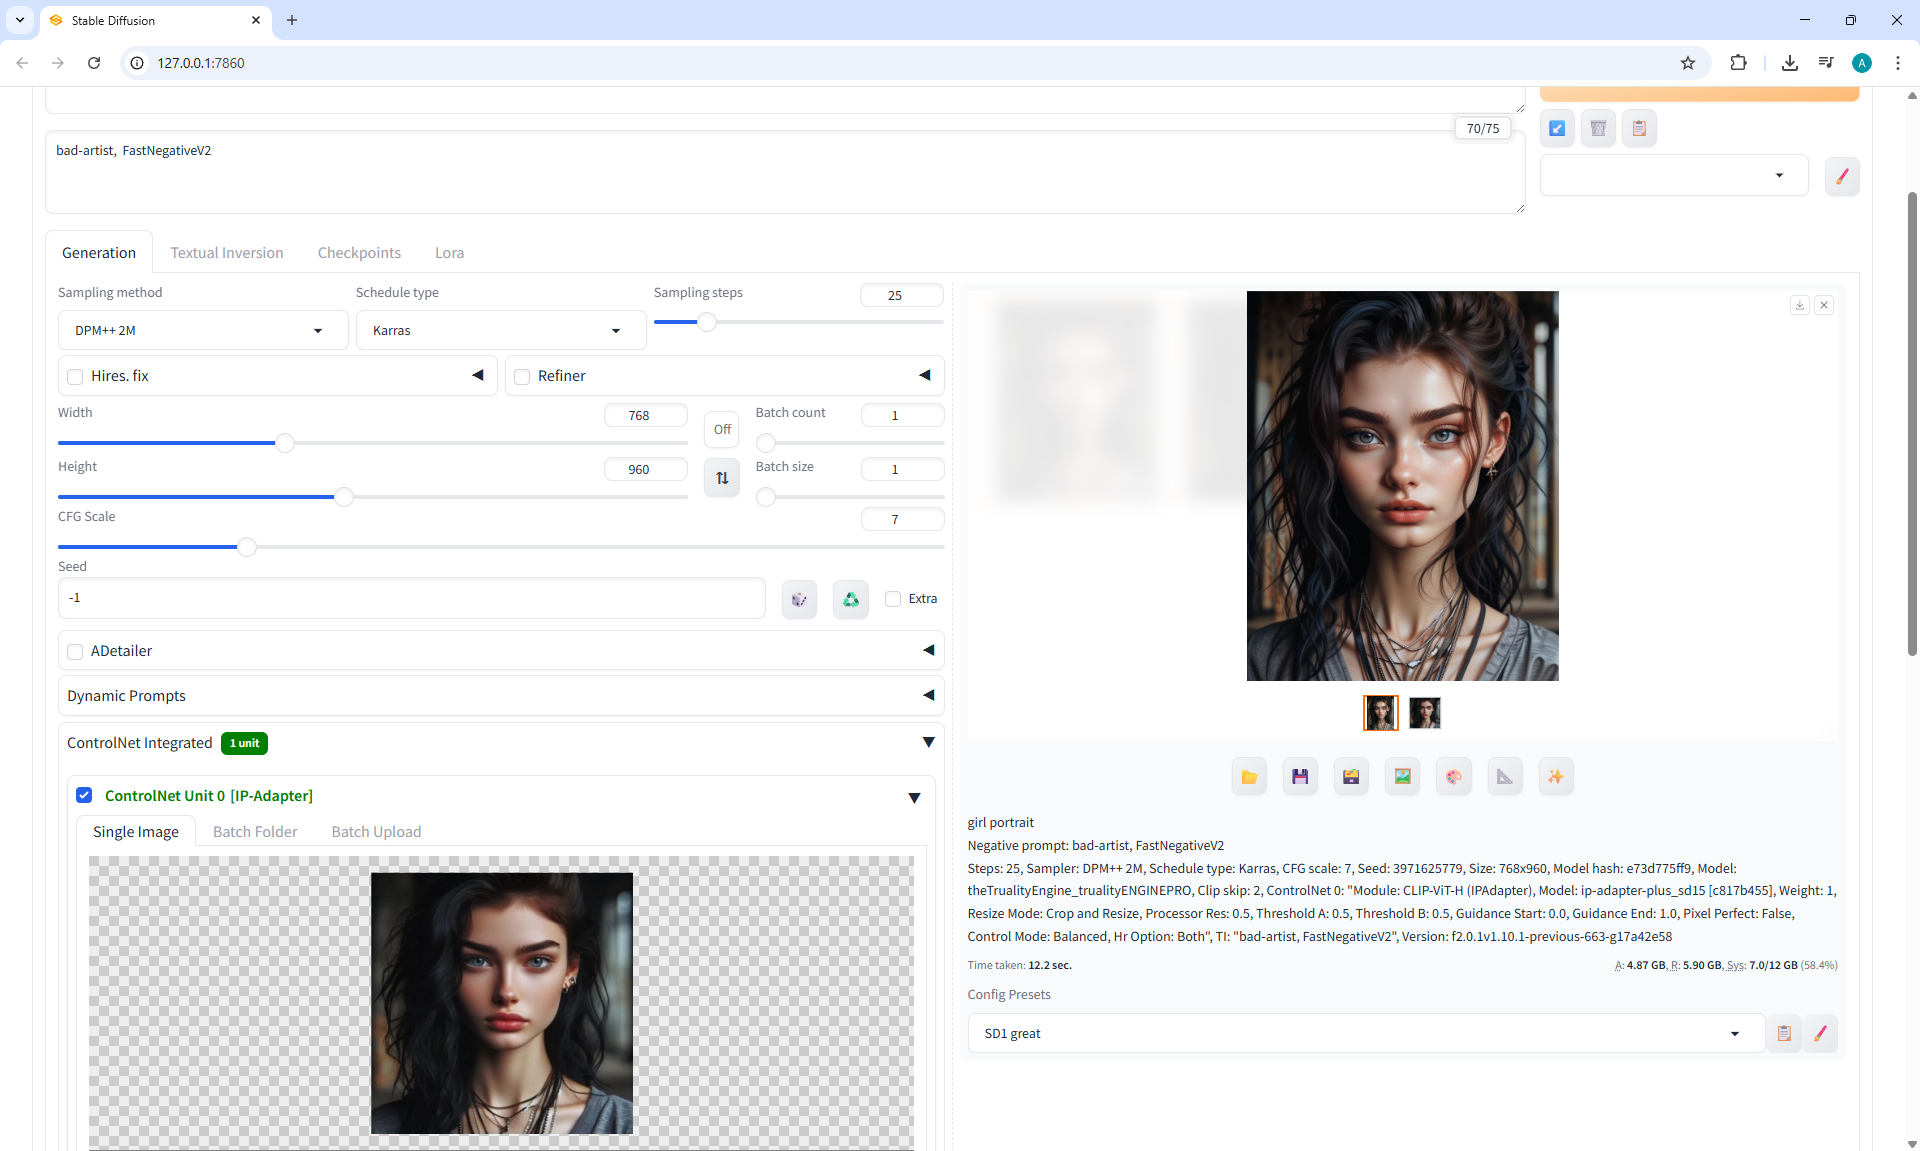 Stable Diffusion
127.0.0.1:7860
A
70/75
bad-artist, FastNegativeV2
Generation
Textual Inversion
Checkpoints
Lora
Sampling method
Schedule type
Sampling steps
25
DPM++ 2M
Karras
Hires. fix
Refiner
Width
768
Off
Batch count
1
Height
960
Batch size
1
CFG Scale
7
Seed
-1
Extra
ADetailer
Dynamic Prompts
ControlNet Integrated
1 unit
ControlNet Unit 0 [IP-Adapter]
Single Image
Batch Folder
Batch Upload
girl portrait
Negative prompt: bad-artist, FastNegativeV2
Steps: 25, Sampler: DPM++ 2M, Schedule type: Karras, CFG scale: 7, Seed: 3971625779, Size: 768x960, Model hash: e73d775ff9, Model:
theTrualityEngine_trualityENGINEPRO, Clip skip: 2, ControlNet 0: "Module: CLIP-ViT-H (IPAdapter), Model: ip-adapter-plus_sd15 [c817b455], Weight: 1,
Resize Mode: Crop and Resize, Processor Res: 0.5, Threshold A: 0.5, Threshold B: 0.5, Guidance Start: 0.0, Guidance End: 1.0, Pixel Perfect: False,
Control Mode: Balanced, Hr Option: Both", TI: "bad-artist, FastNegativeV2", Version: f2.0.1v1.10.1-previous-663-g17a42e58
Time taken: 12.2 sec.
A: 4.87 GB, R: 5.90 GB, Sys: 7.0/12 GB (58.4%)
Config Presets
SD1 great